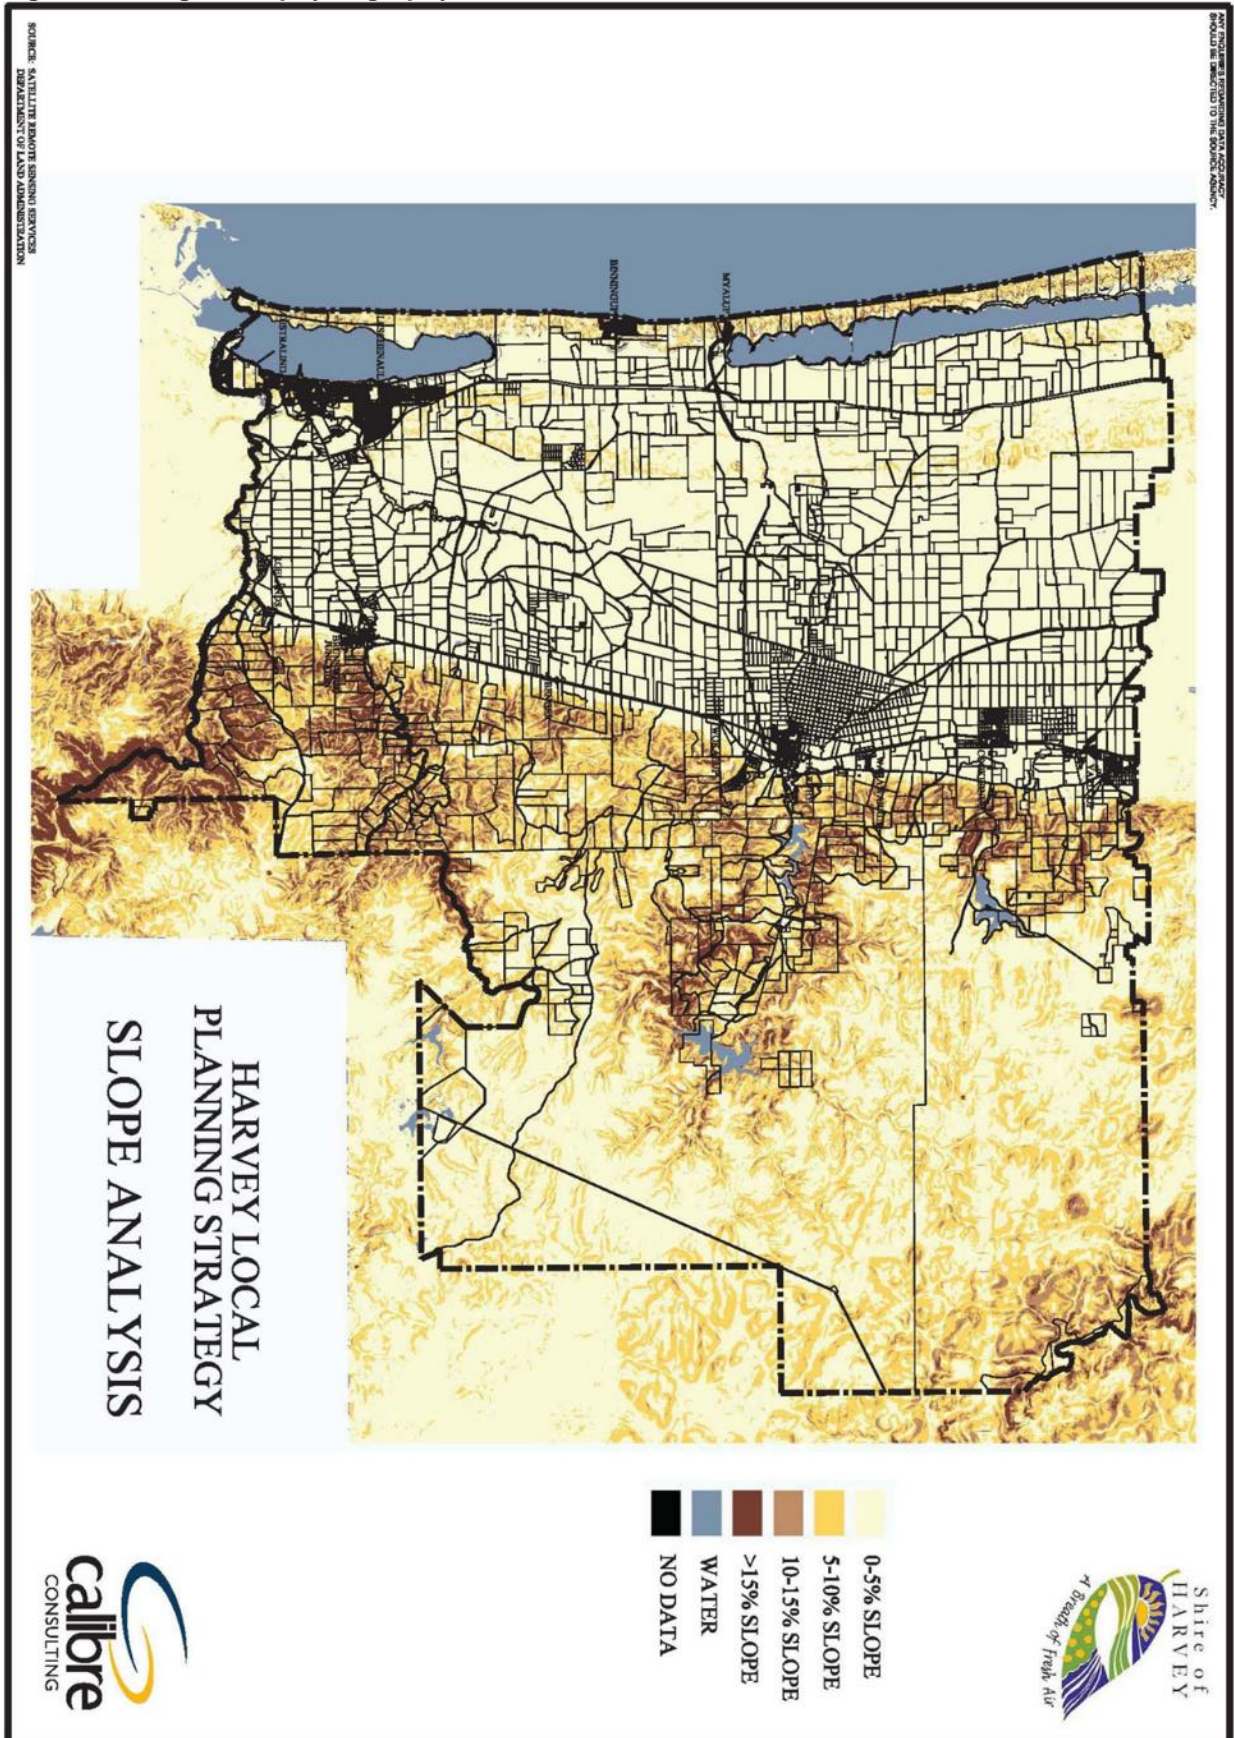 ANY ENQUIRIES REGARDING DATA ACCURACY
SHOULD BE DIRECTED TO THE SOURCE AGENCY.
Shire of
HARVEY
A Breath of Fresh Air
0-5% SLOPE
5-10% SLOPE
10-15% SLOPE
>15% SLOPE
WATER
NO DATA
MYALUP
BINNINGUP
HARVEY LOCAL
PLANNING STRATEGY
SLOPE ANALYSIS
SOURCE: SATELLITE REMOTE SENSING SERVICES
DEPARTMENT OF LAND ADMINISTRATION
calibre
CONSULTING